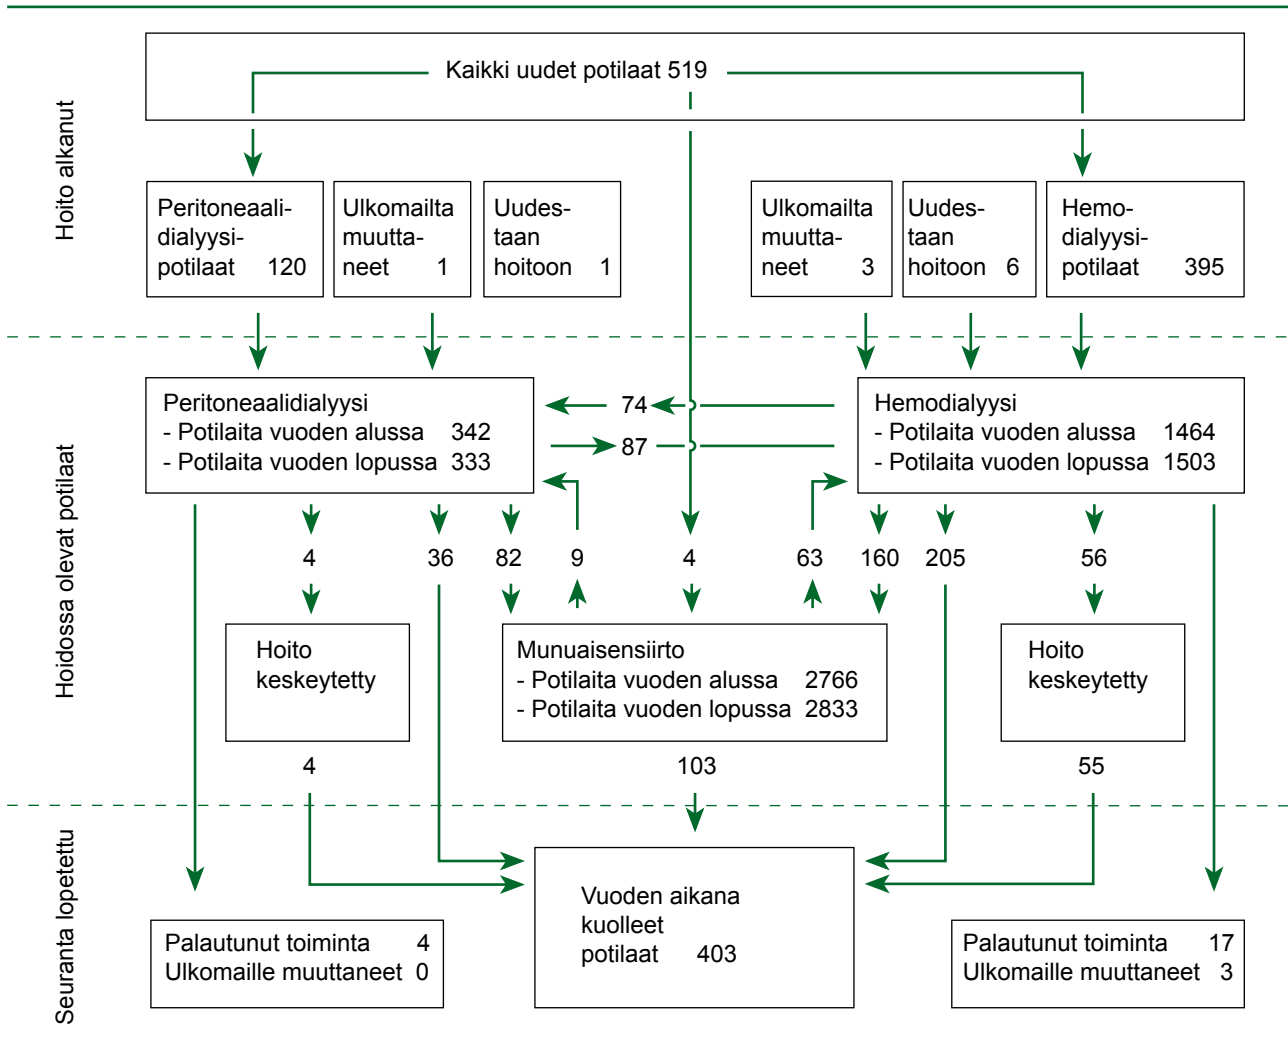 Hoito alkanut
Kaikki uudet potilaat 519
Peritoneaali-
dialyysi-
potilaat 120
Ulkomailta
muutta-
neet 1
Uudes-
taan
hoitoon 1
Ulkomailta
muutta-
neet 3
Uudes-
taan
hoitoon 6
Hemo-
dialyysi-
potilaat 395
Hoidossa olevat potilaat
Peritoneaalidialyysi
- Potilaita vuoden alussa 342
- Potilaita vuoden lopussa 333
74
87
Hemodialyysi
- Potilaita vuoden alussa 1464
- Potilaita vuoden lopussa 1503
4
36
82
9
4
63
160
205
56
Hoito
keskeytetty
Munuaisensiirto
- Potilaita vuoden alussa 2766
- Potilaita vuoden lopussa 2833
Hoito
keskeytetty
4
103
55
Seuranta lopetettu
Palautunut toiminta 4
Ulkomaille muuttaneet 0
Vuoden aikana
kuolleet
potilaat 403
Palautunut toiminta 17
Ulkomaille muuttaneet 3